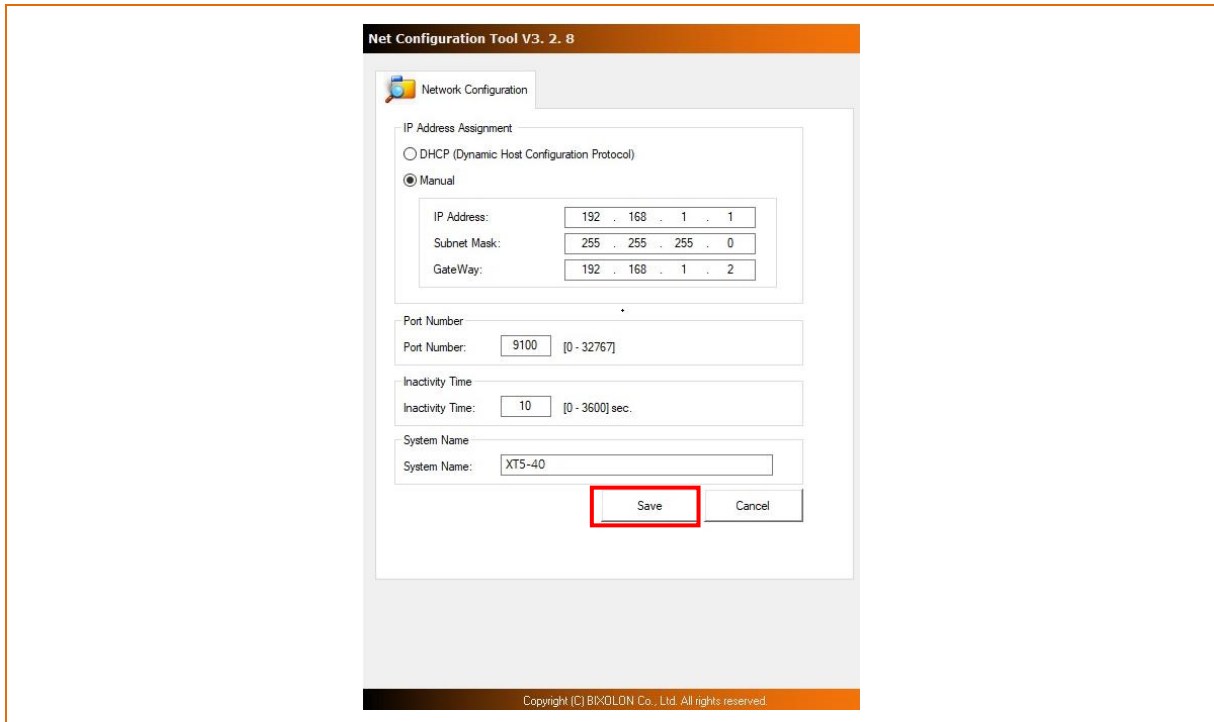 Net Configuration Tool V3. 2. 8
Network Configuration
IP Address Assignment
DHCP (Dynamic Host Configuration Protocol)
Manual
IP Address: 192 . 168 . 1 . 1
Subnet Mask: 255 . 255 . 255 . 0
GateWay: 192 . 168 . 1 . 2
Port Number
Port Number: 9100 [0 - 32767]
Inactivity Time
Inactivity Time: 10 [0 - 3600] sec.
System Name
System Name: XT5-40
Save Cancel
Copyright (C) BIXOLON Co., Ltd. All rights reserved.